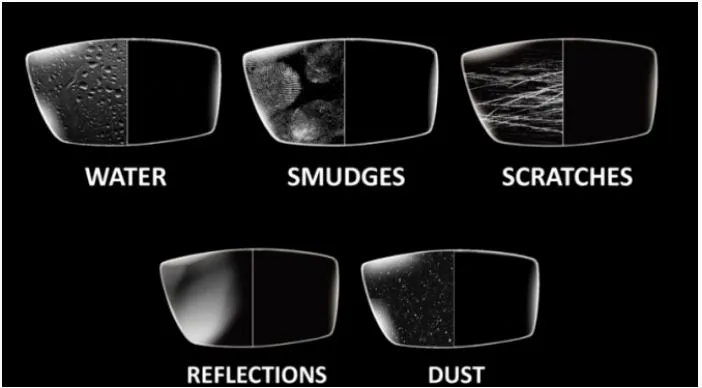 WATER
SMUDGES
SCRATCHES
REFLECTIONS
DUST